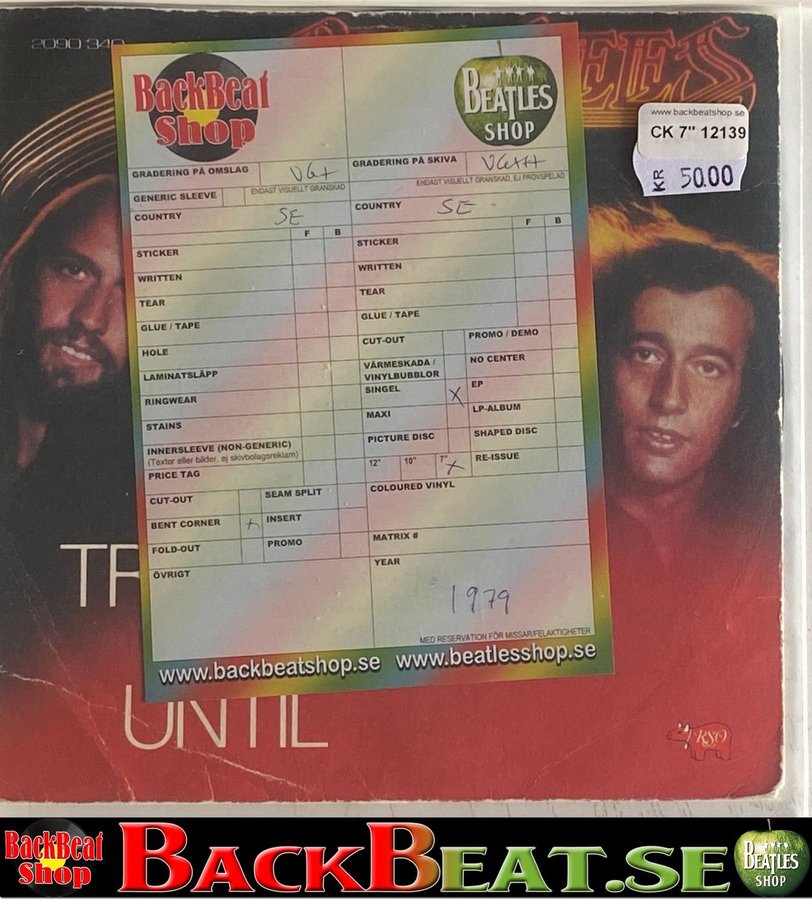 2090 340
EES
BackBeat
Shop
BEATLES
SHOP
www.backbeatshop.se
CK 7" 12139
KR 50.00
GRADERING PÅ OMSLAG VG+
ENDAST VISUELLT GRANSKAD
GENERIC SLEEVE
COUNTRY SE
F B
STICKER
WRITTEN
TEAR
GLUE / TAPE
HOLE
LAMINATSLÄPP
RINGWEAR
STAINS
INNERSLEEVE (NON-GENERIC)
(Texter eller bilder, ej skivbolagsreklam)
PRICE TAG
CUT-OUT SEAM SPLIT
BENT CORNER x INSERT
FOLD-OUT PROMO
ÖVRIGT
GRADERING PÅ SKIVA VG++
ENDAST VISUELLT GRANSKAD, EJ PROVSPELAD
COUNTRY SE
F B
STICKER
WRITTEN
TEAR
GLUE / TAPE
CUT-OUT PROMO / DEMO
VÄRMESKADA /
VINYLBUBBLOR NO CENTER
SINGEL X EP
MAXI LP-ALBUM
PICTURE DISC SHAPED DISC
12" 10" 7" X RE-ISSUE
COLOURED VINYL
MATRIX #
YEAR
1979
MED RESERVATION FÖR MISSAR/FELAKTIGHETER
www.backbeatshop.se www.beatlesshop.se
TR
UNTIL
RSO
BackBeat
Shop
BACKBEAT.SE
BEATLES
SHOP